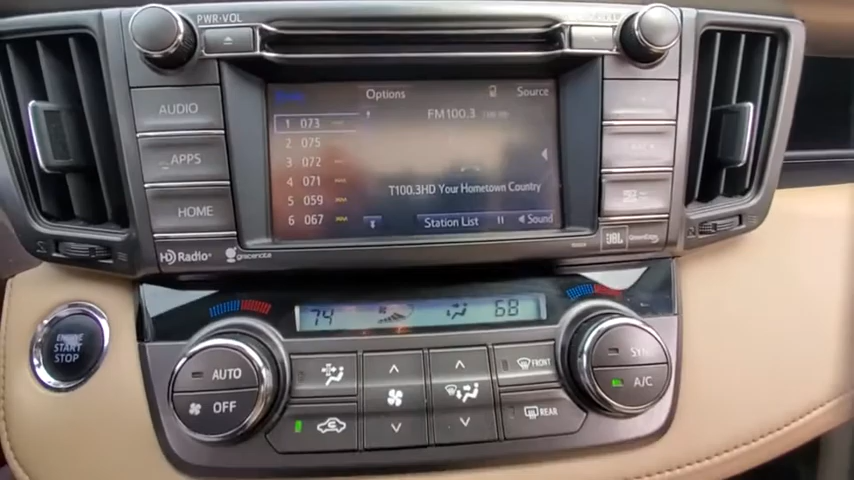 PWR·VOL
AUDIO
APPS
HOME
HD Radio
gracenote
Options
Source
FM100.3
1 073
2 075
3 072
4 071
5 059
6 067
T100.3HD "Your Hometown Country
Station List
Sound
JBL
GreenEdge
ENGINE
START
STOP
74
68
AUTO
OFF
FRONT
REAR
SYNC
A/C